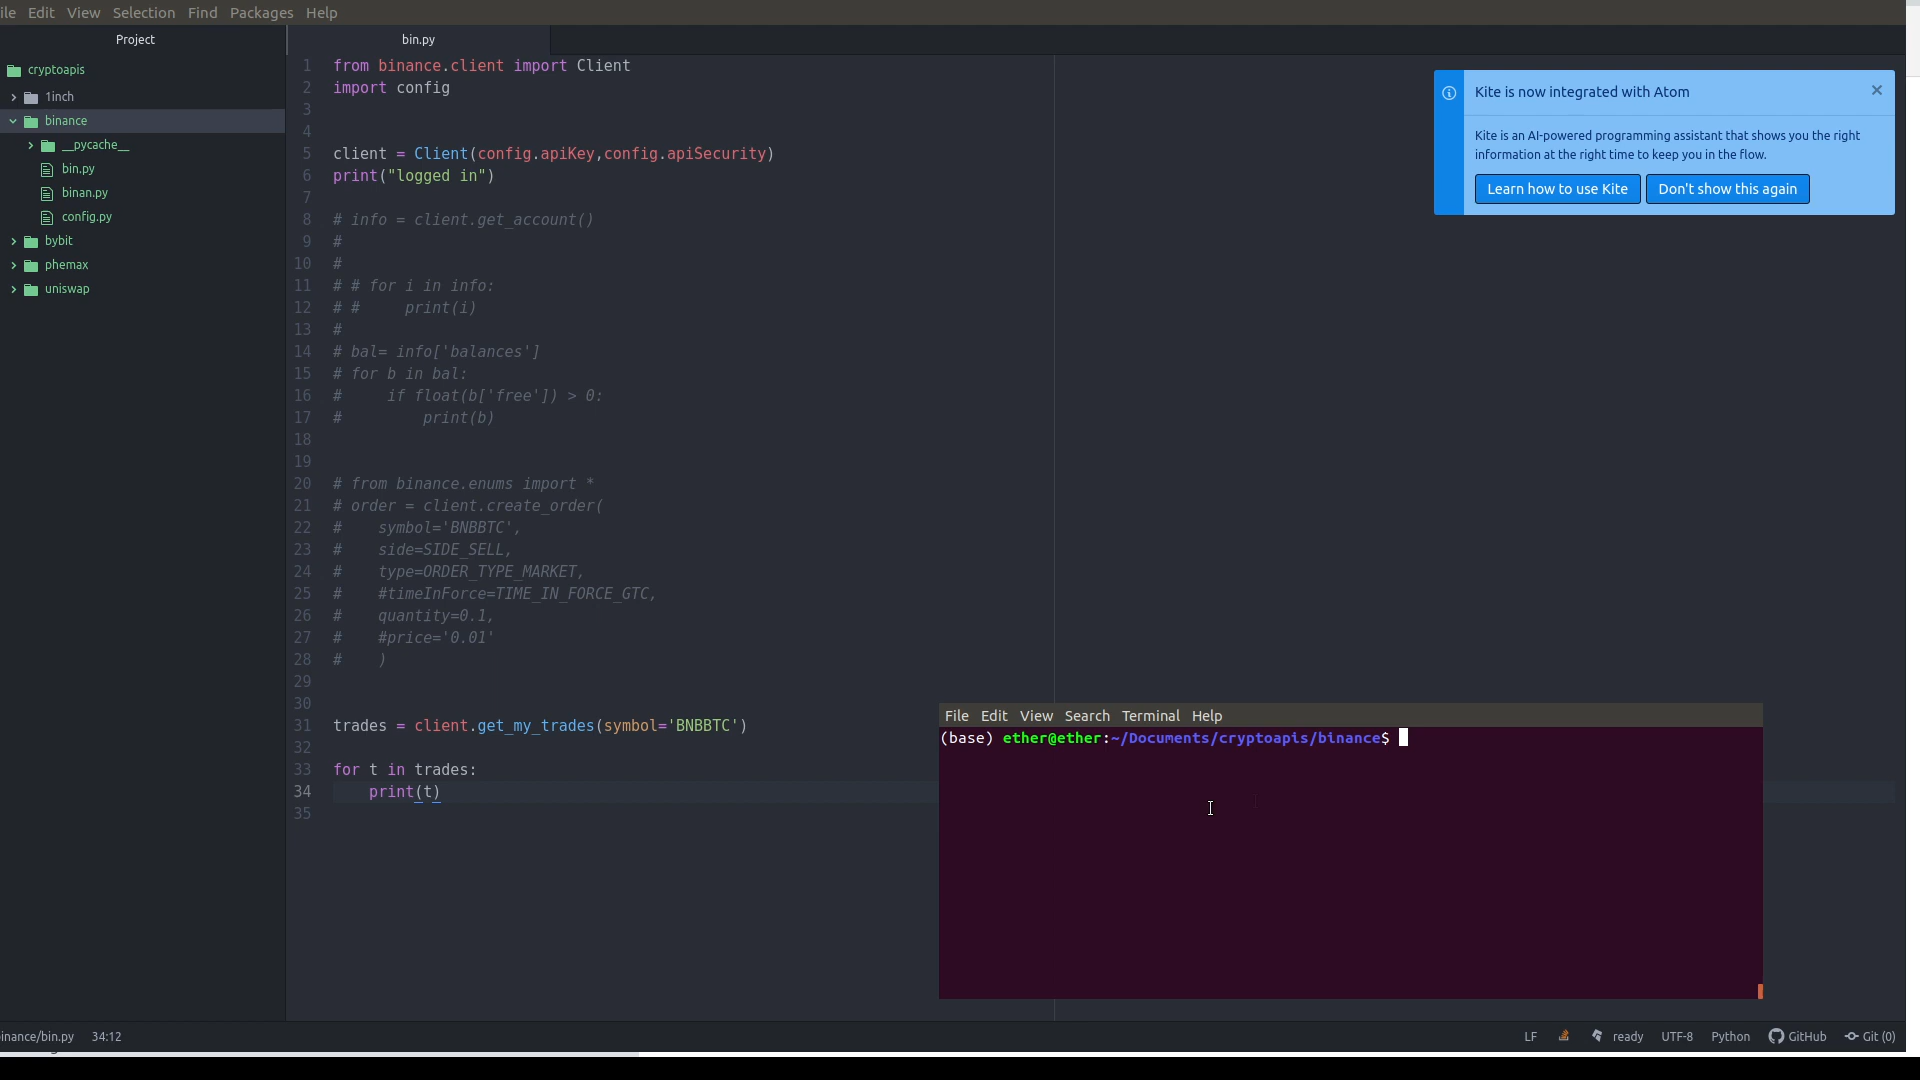 ile Edit View Selection Find Packages Help
Project
cryptoapis
1inch
binance
__pycache__
bin.py
binan.py
config.py
bybit
phemax
uniswap
bin.py
1 from binance.client import Client
2 import config
3
4
5 client = Client(config.apiKey,config.apiSecurity)
6 print("logged in")
7
8 # info = client.get_account()
9 #
10 #
11 # # for i in info:
12 # #     print(i)
13 #
14 # bal= info['balances']
15 # for b in bal:
16 #     if float(b['free']) > 0:
17 #         print(b)
18
19
20 # from binance.enums import *
21 # order = client.create_order(
22 #    symbol='BNBBTC',
23 #    side=SIDE_SELL,
24 #    type=ORDER_TYPE_MARKET,
25 #    #timeInForce=TIME_IN_FORCE_GTC,
26 #    quantity=0.1,
27 #    #price='0.01'
28 #    )
29
30
31 trades = client.get_my_trades(symbol='BNBBTC')
32
33 for t in trades:
34     print(t)
35
Kite is now integrated with Atom
Kite is an AI-powered programming assistant that shows you the right
information at the right time to keep you in the flow.
Learn how to use Kite Don't show this again
File Edit View Search Terminal Help
(base) ether@ether:~/Documents/cryptoapis/binance$
inance/bin.py 34:12 LF ready UTF-8 Python GitHub Git (0)